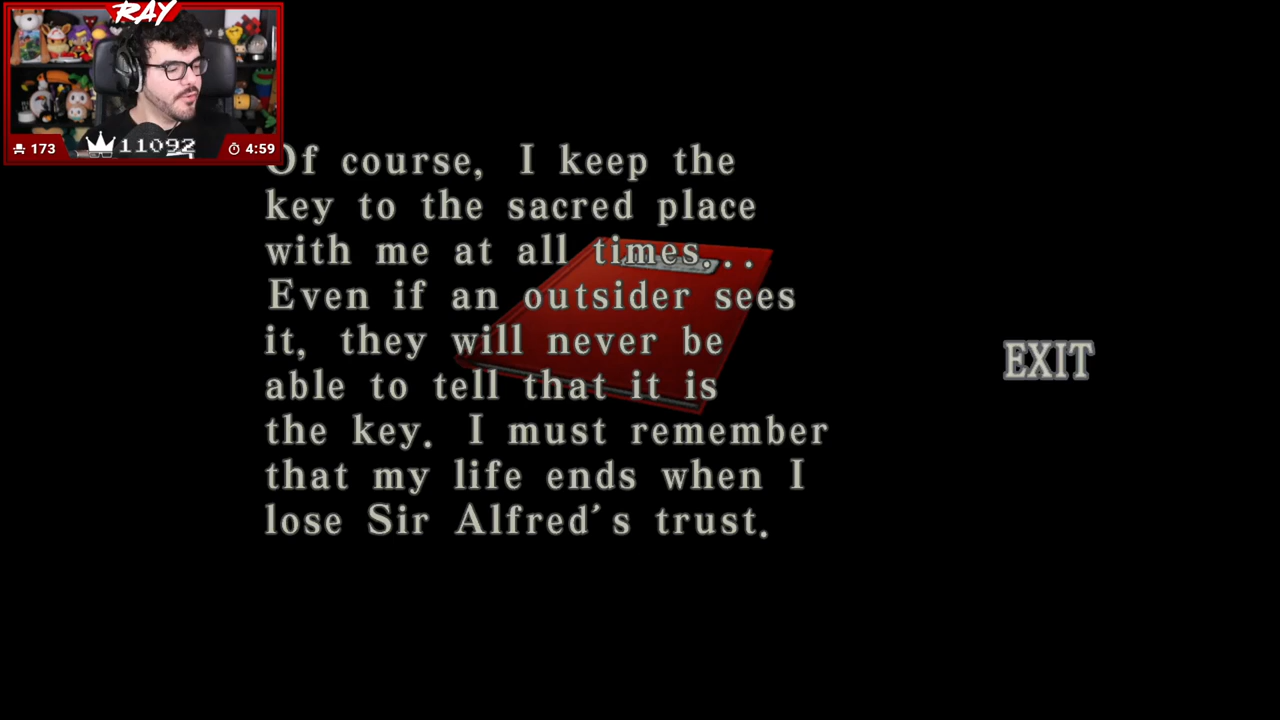 RAY
173
11092
4:59
Of course, I keep the
key to the sacred place
with me at all times...
Even if an outsider sees
it, they will never be
able to tell that it is
the key. I must remember
that my life ends when I
lose Sir Alfred's trust.
EXIT